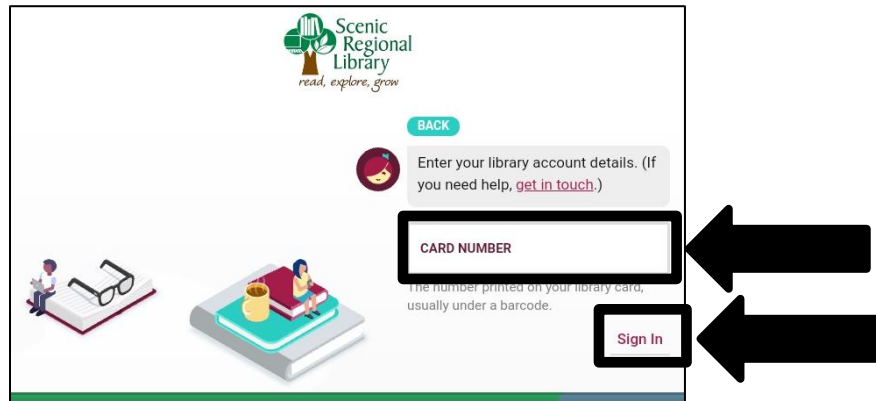 Scenic
Regional
Library
read, explore, grow
BACK
Enter your library account details. (If
you need help, get in touch.)
CARD NUMBER
The number printed on your library card,
usually under a barcode.
Sign In